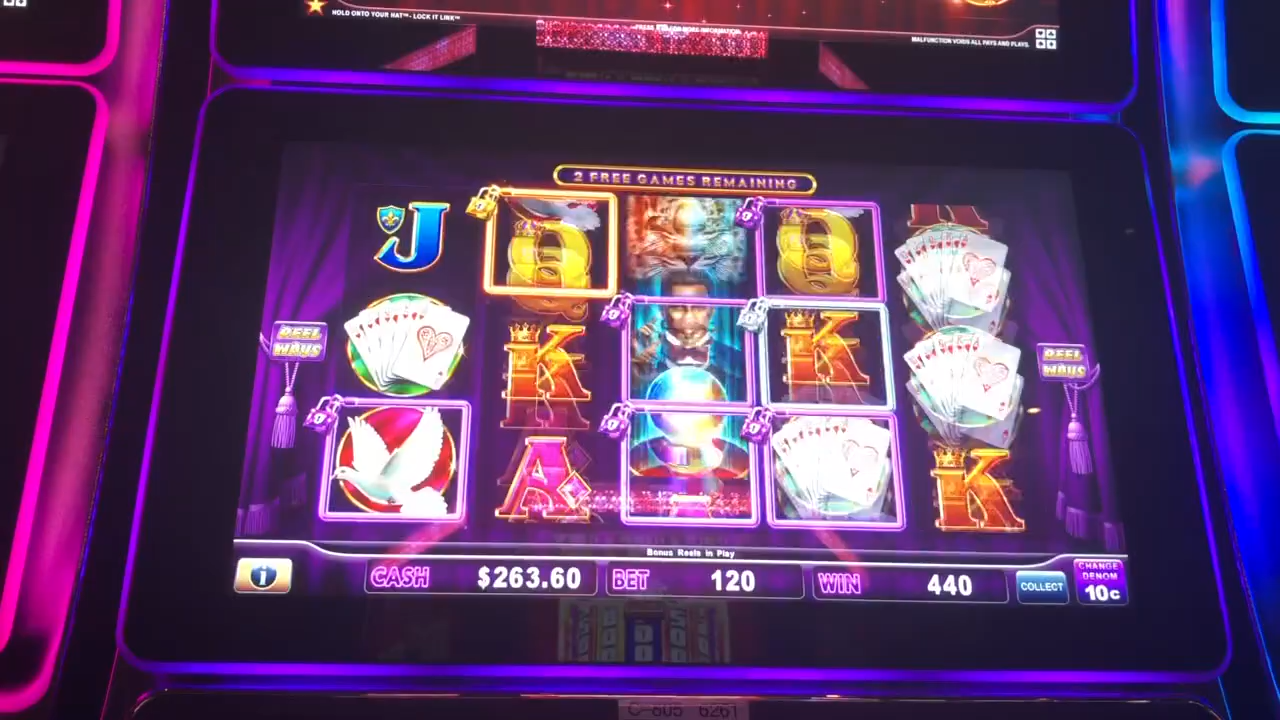 HOLD ONTO YOUR HAT™ - LOCK IT LINK™
MALFUNCTION VOIDS ALL PAYS AND PLAYS.
2 FREE GAMES REMAINING
J
Q
Q
K
K
A
K
REEL
WAYS
REEL
WAYS
Bonus Reels in Play
i
CASH $263.60
BET 120
WIN 440
COLLECT
CHANGE
DENOM
10¢